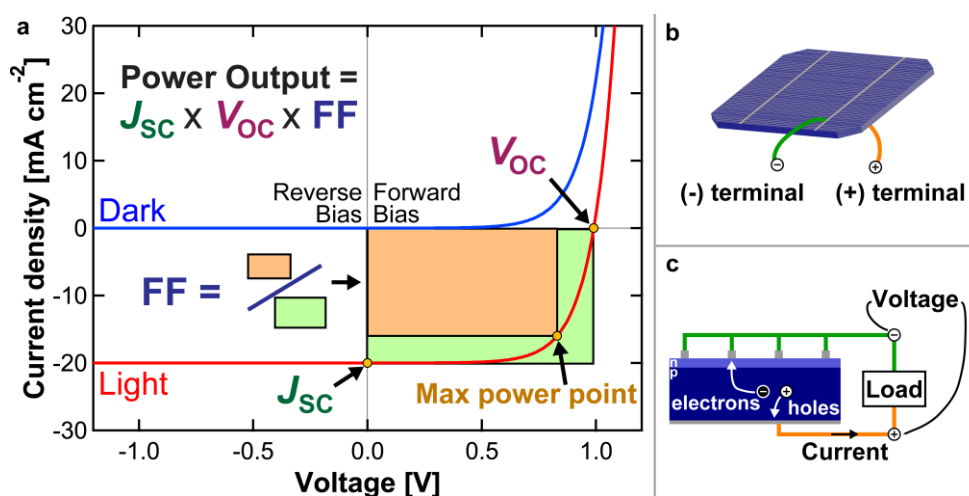 a
Power Output =
JSC x VOC x FF
VOC
Reverse Bias
Forward Bias
Dark
FF =
Light
JSC
Max power point
30
20
10
0
-10
-20
-30
Current density [mA cm-2]
-1.0
-0.5
0.0
0.5
1.0
Voltage [V]
b
(-) terminal
(+) terminal
c
Voltage
n
p
electrons
holes
Load
Current